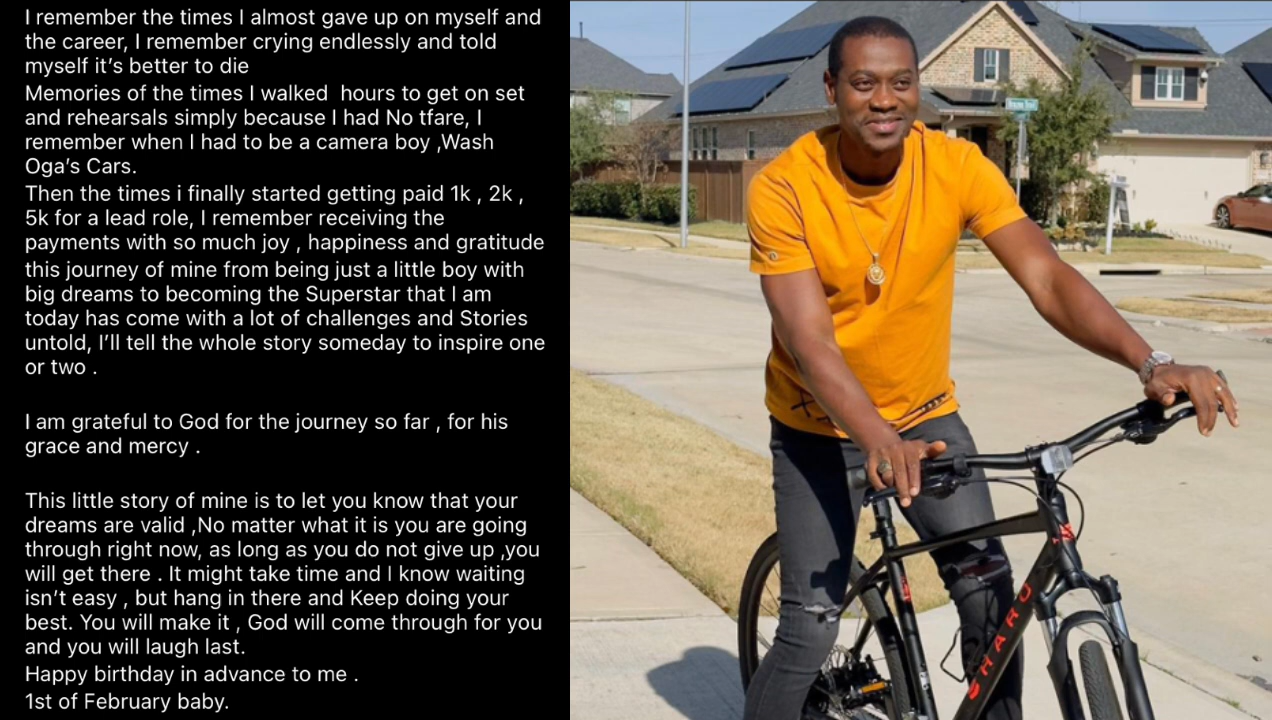 I remember the times I almost gave up on myself and
the career, I remember crying endlessly and told
myself it's better to die
Memories of the times I walked  hours to get on set
and rehearsals simply because I had No tfare, I
remember when I had to be a camera boy ,Wash
Oga's Cars.
Then the times i finally started getting paid 1k , 2k ,
5k for a lead role, I remember receiving the
payments with so much joy , happiness and gratitude
this journey of mine from being just a little boy with
big dreams to becoming the Superstar that I am
today has come with a lot of challenges and Stories
untold, I'll tell the whole story someday to inspire one
or two .
I am grateful to God for the journey so far , for his
grace and mercy .
This little story of mine is to let you know that your
dreams are valid ,No matter what it is you are going
through right now, as long as you do not give up ,you
will get there . It might take time and I know waiting
isn't easy , but hang in there and Keep doing your
best. You will make it , God will come through for you
and you will laugh last.
Happy birthday in advance to me .
1st of February baby.
HARO